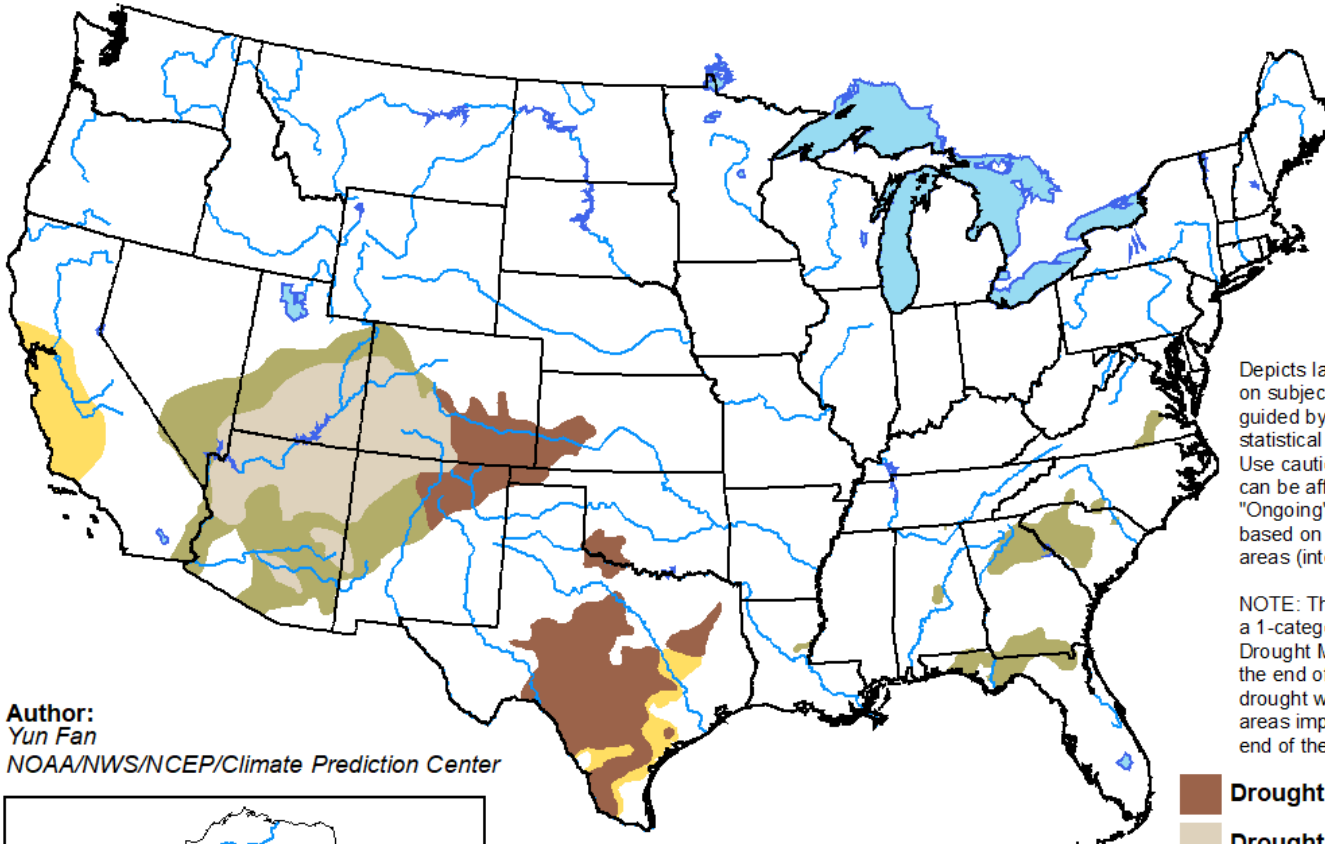 Depicts la
on subjec
guided by
statistical
Use cautio
can be aff
"Ongoing"
based on
areas (inte
NOTE: Th
a 1-catego
Drought M
the end of
drought w
areas imp
end of the
Author:
Yun Fan
NOAA/NWS/NCEP/Climate Prediction Center
Drought
Drought